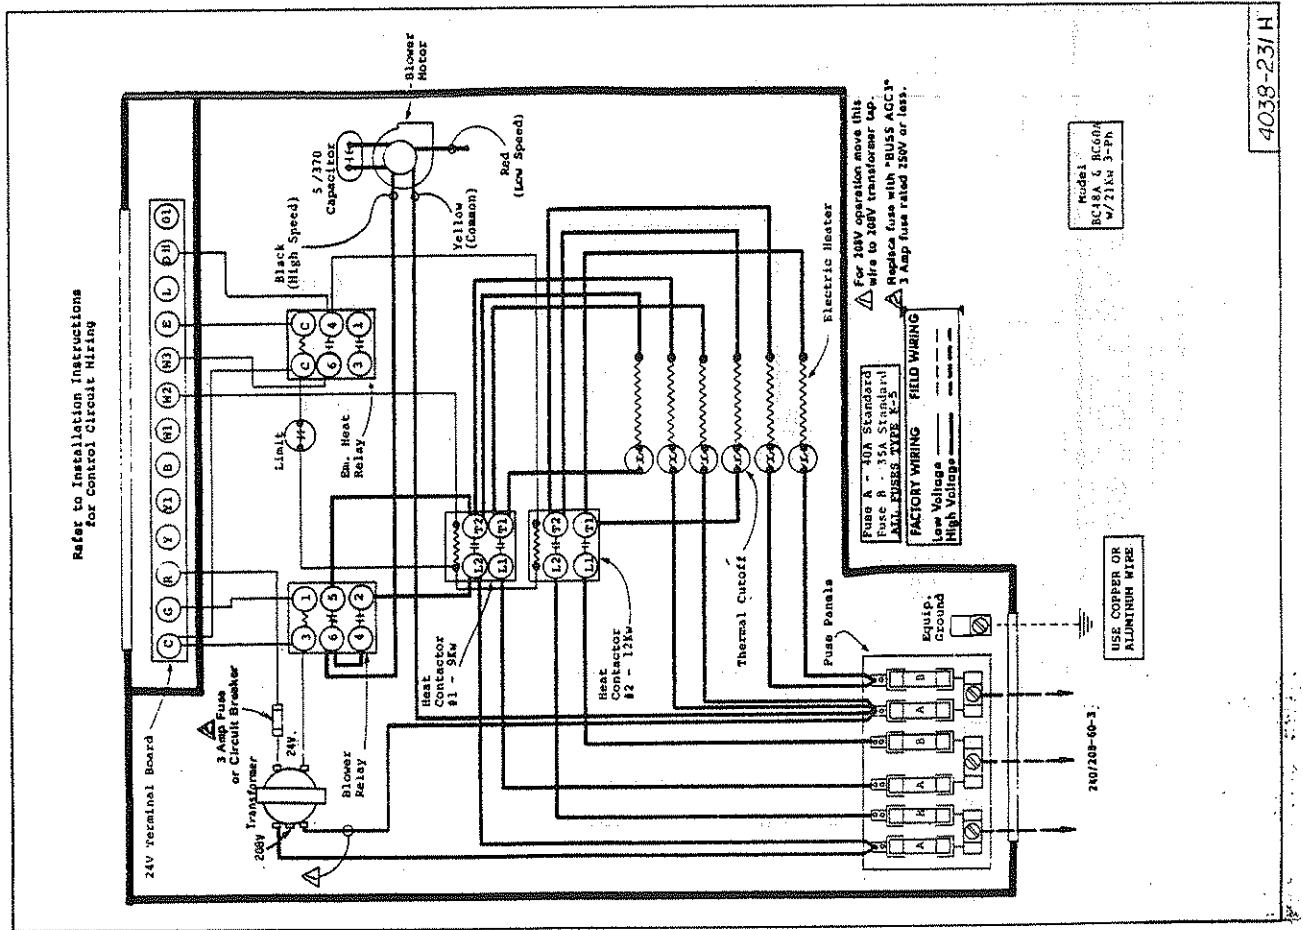 4038-231 H
Refer to Installation Instructions
for Control Circuit Wiring
24V Terminal Board
C
G
R
Y
Y1
B
W1
W2
W3
E
L
OH
O1
3 Amp Fuse
or Circuit Breaker
24V.
Transformer
208V
Blower
Relay
1
3
5
6
2
4
Limit
Em. Heat
Relay
C
C
4
6
1
3
Black
(High Speed)
5/370
Capacitor
Blower
Motor
Red
(Low Speed)
Yellow
(Common)
Heat
Contactor
#1 - 9Kw
L2
T2
L1
T1
Heat
Contactor
#2 - 12Kw
L2
T2
L1
T1
Thermal Cutoff
Electric Heater
For 208V operation move this
wire to 208V transformer tap.
Replace fuse with "BUSS AGC3"
3 Amp fuse rated 250V or less.
Fuse A - 40A Standard
Fuse B - 35A Standard
ALL FUSES TYPE K-5
FACTORY WIRING FIELD WIRING
Low Voltage
High Voltage
Fuse Panels
Equip.
Ground
A
B
A
B
A
B
240/208-60-3
USE COPPER OR
ALUMINUM WIRE
Model
BC48A & BC60A
w/21Kw 3-Ph